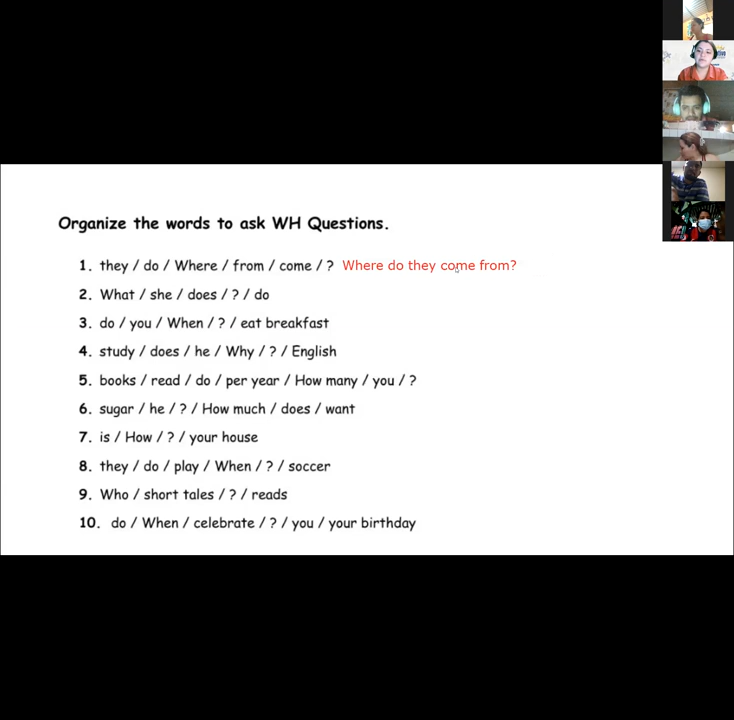 Organize the words to ask WH Questions.
1. they / do / Where / from / come / ? Where do they come from?
2. What / she / does / ? / do
3. do / you / When / ? / eat breakfast
4. study / does / he / Why / ? / English
5. books / read / do / per year / How many / you / ?
6. sugar / he / ? / How much / does / want
7. is / How / ? / your house
8. they / do / play / When / ? / soccer
9. Who / short tales / ? / reads
10. do / When / celebrate / ? / you / your birthday